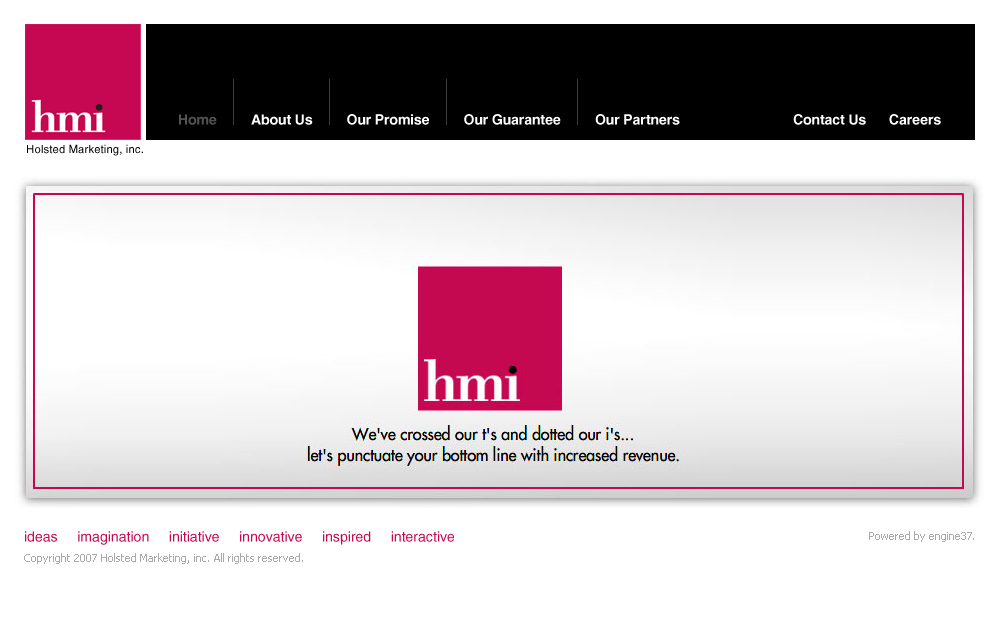 hmi
Home About Us Our Promise Our Guarantee Our Partners Contact Us Careers
Holsted Marketing, inc.
hmi
We've crossed our t's and dotted our i's...
let's punctuate your bottom line with increased revenue.
ideas imagination initiative innovative inspired interactive
Powered by engine37.
Copyright 2007 Holsted Marketing, inc. All rights reserved.